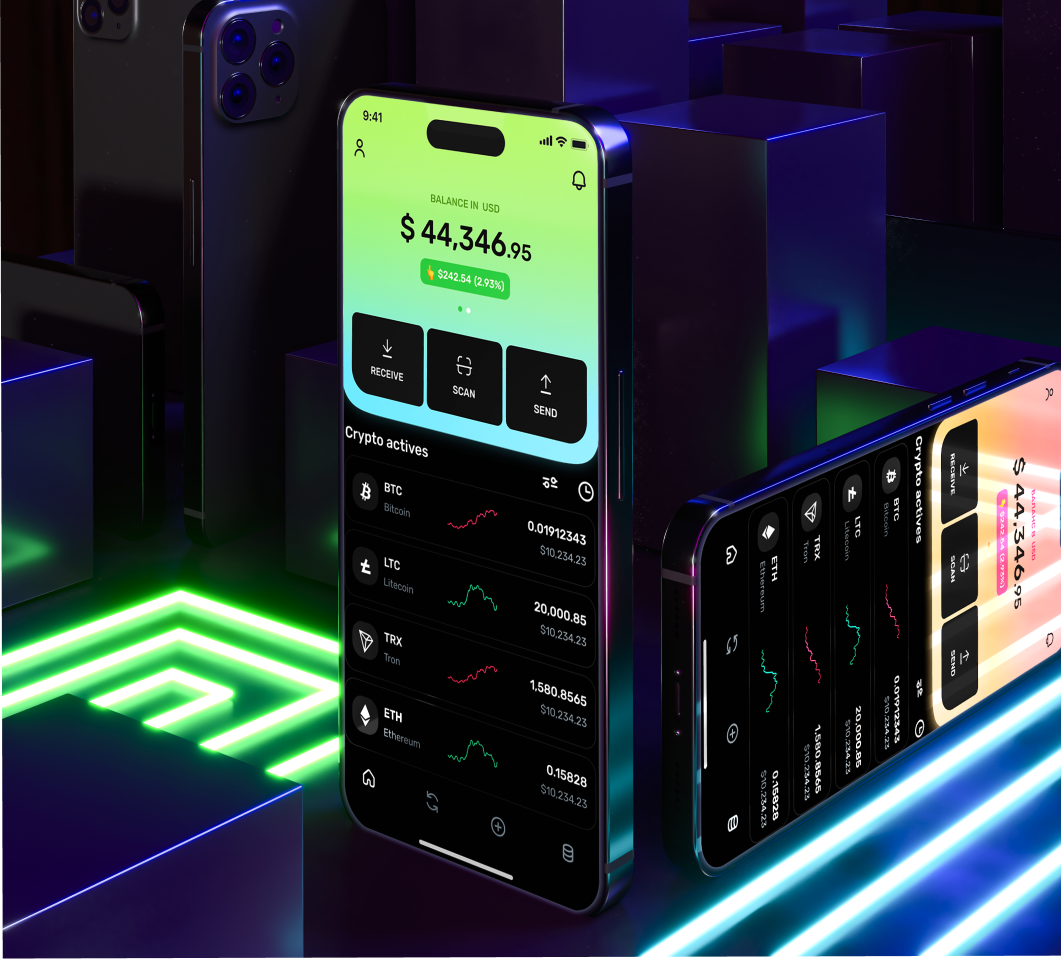 9:41
BALANCE IN USD
$ 44,346.95
👆 $242.54 (2.93%)
RECEIVE
SCAN
SEND
Crypto actives
BTC
Bitcoin
0.01912343
$10,234.23
LTC
Litecoin
20.000.85
$10,234.23
TRX
Tron
1,580.8565
$10,234.23
ETH
Ethereum
0.15828
$10,234.23
BALANCE IN USD
$ 44,346.95
$242.54 (2.93%)
RECEIVE
SCAN
SEND
Crypto actives
BTC
Bitcoin
0.01912343
$10,234.23
LTC
Litecoin
20.000.85
$10,234.23
TRX
Tron
1,580.8565
$10,234.23
ETH
Ethereum
0.15828
$10,234.23